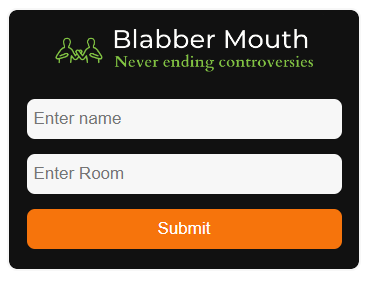 Blabber Mouth
Never ending controversies
Enter name
Enter Room
Submit